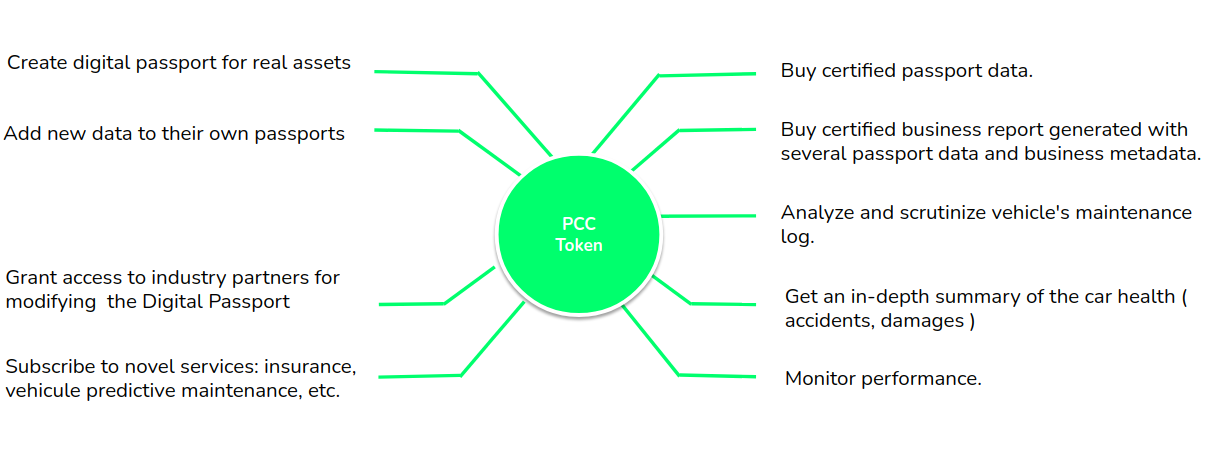 Create digital passport for real assets
Add new data to their own passports
Grant access to industry partners for
modifying  the Digital Passport
Subscribe to novel services: insurance,
vehicule predictive maintenance, etc.
PCC
Token
Buy certified passport data.
Buy certified business report generated with
several passport data and business metadata.
Analyze and scrutinize vehicle's maintenance
log.
Get an in-depth summary of the car health (
accidents, damages )
Monitor performance.